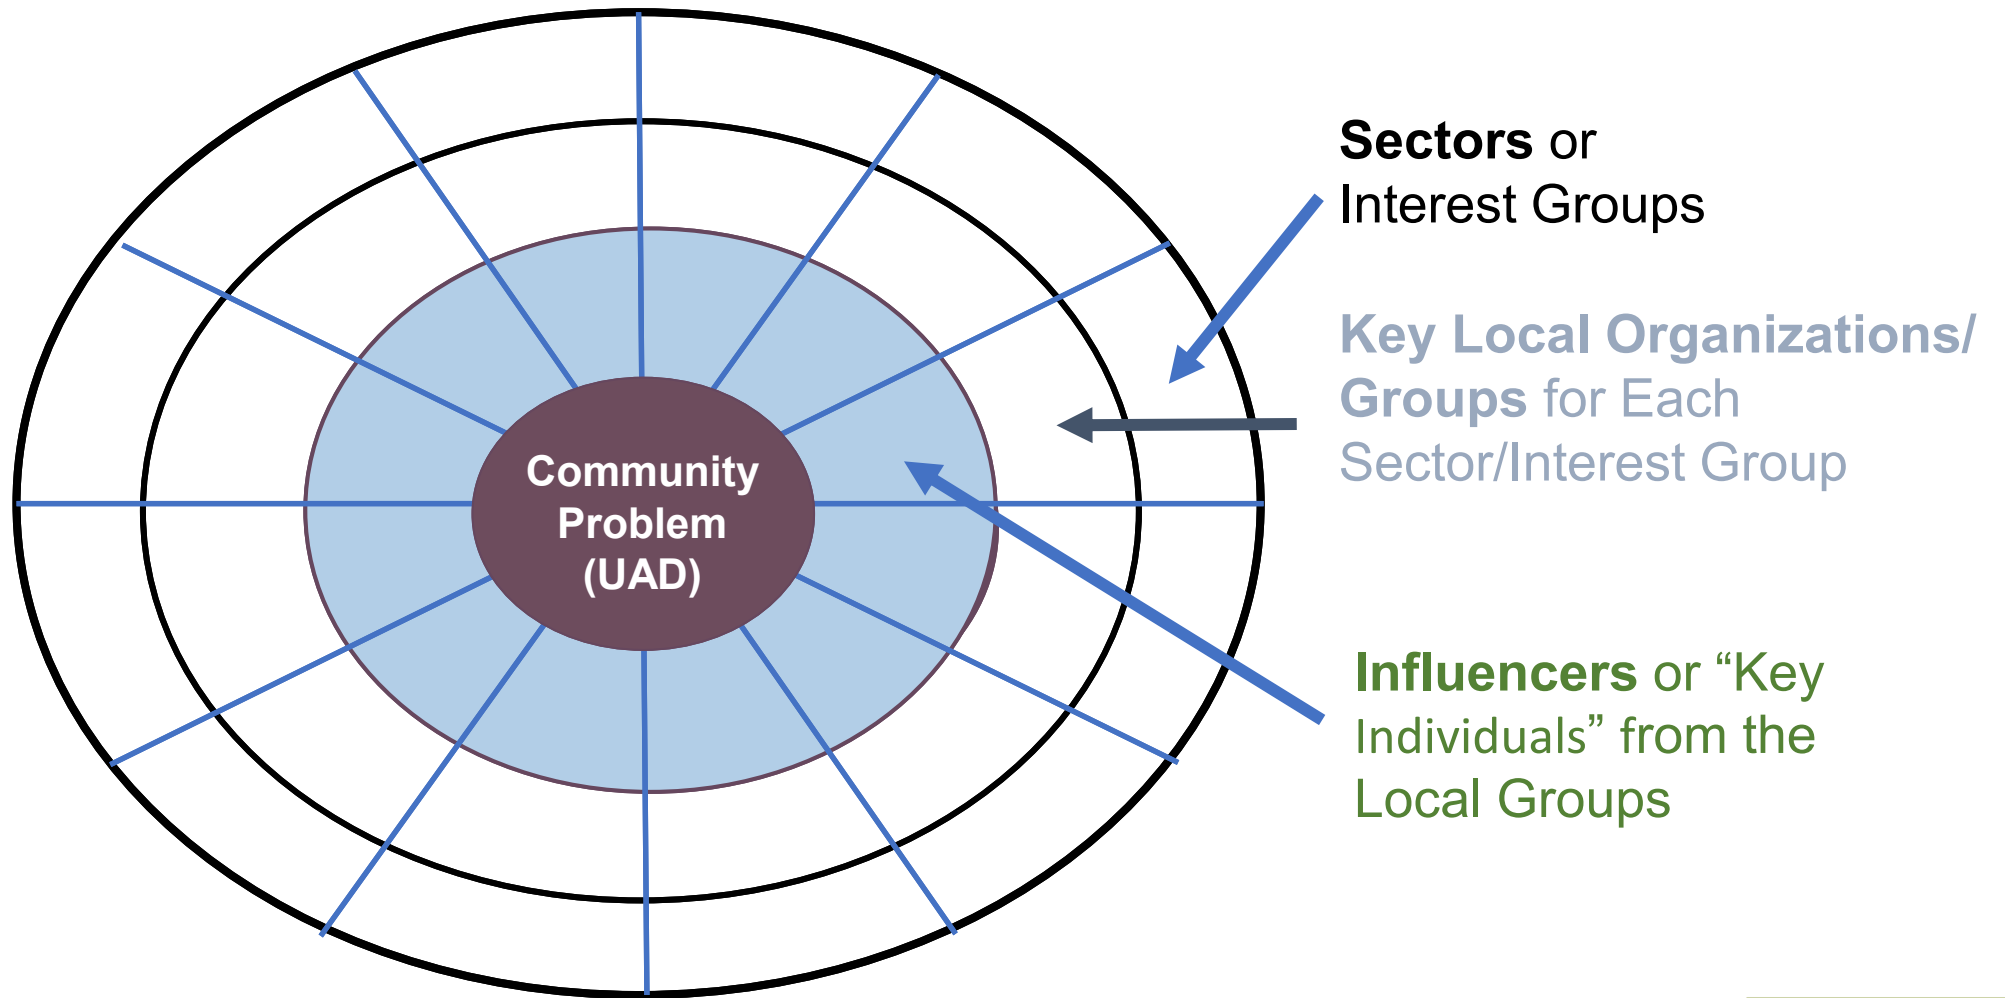 Sectors or
Interest Groups
Key Local Organizations/
Groups for Each
Sector/Interest Group
Community
Problem
(UAD)
Influencers or “Key
Individuals” from the
Local Groups